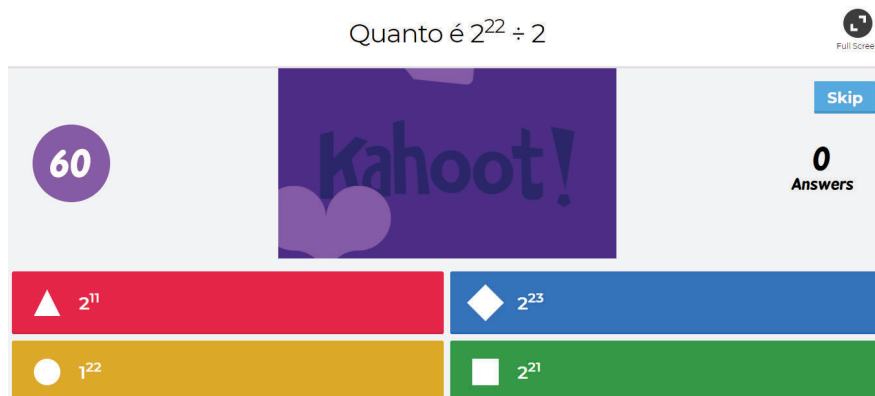 Quanto é 2²² ÷ 2
Full Scree
Skip
60
Kahoot!
0
Answers
2¹¹
2²³
1²²
2²¹